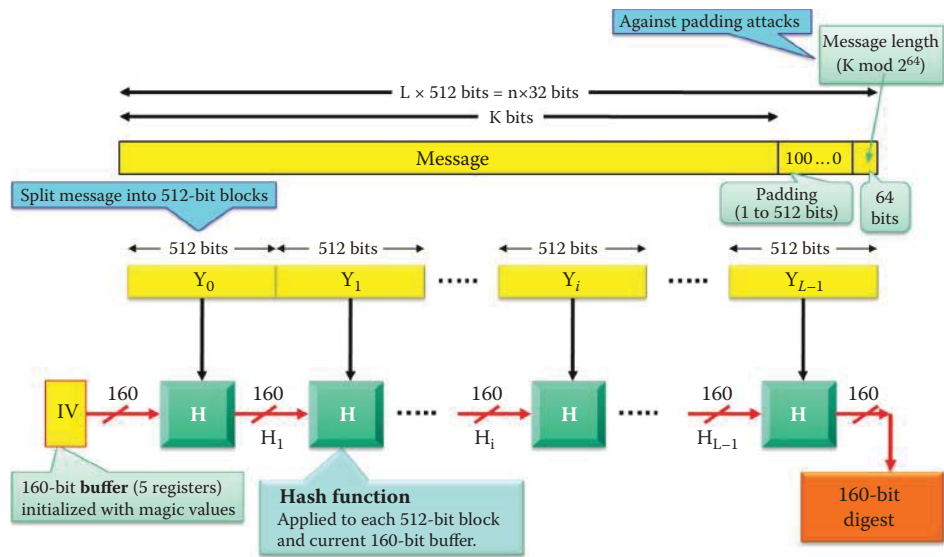 Against padding attacks
Message length
(K mod 2⁶⁴)
L × 512 bits = n×32 bits
K bits
Message
100...0
Split message into 512-bit blocks
Padding
(1 to 512 bits)
64
bits
512 bits
512 bits
512 bits
512 bits
Y₀
Y₁
.....
Yᵢ
.....
Y_{L−1}
IV
160
H
160
H₁
H
.....
160
Hᵢ
H
.....
160
H_{L−1}
H
160
160-bit buffer (5 registers)
initialized with magic values
Hash function
Applied to each 512-bit block
and current 160-bit buffer.
160-bit
digest